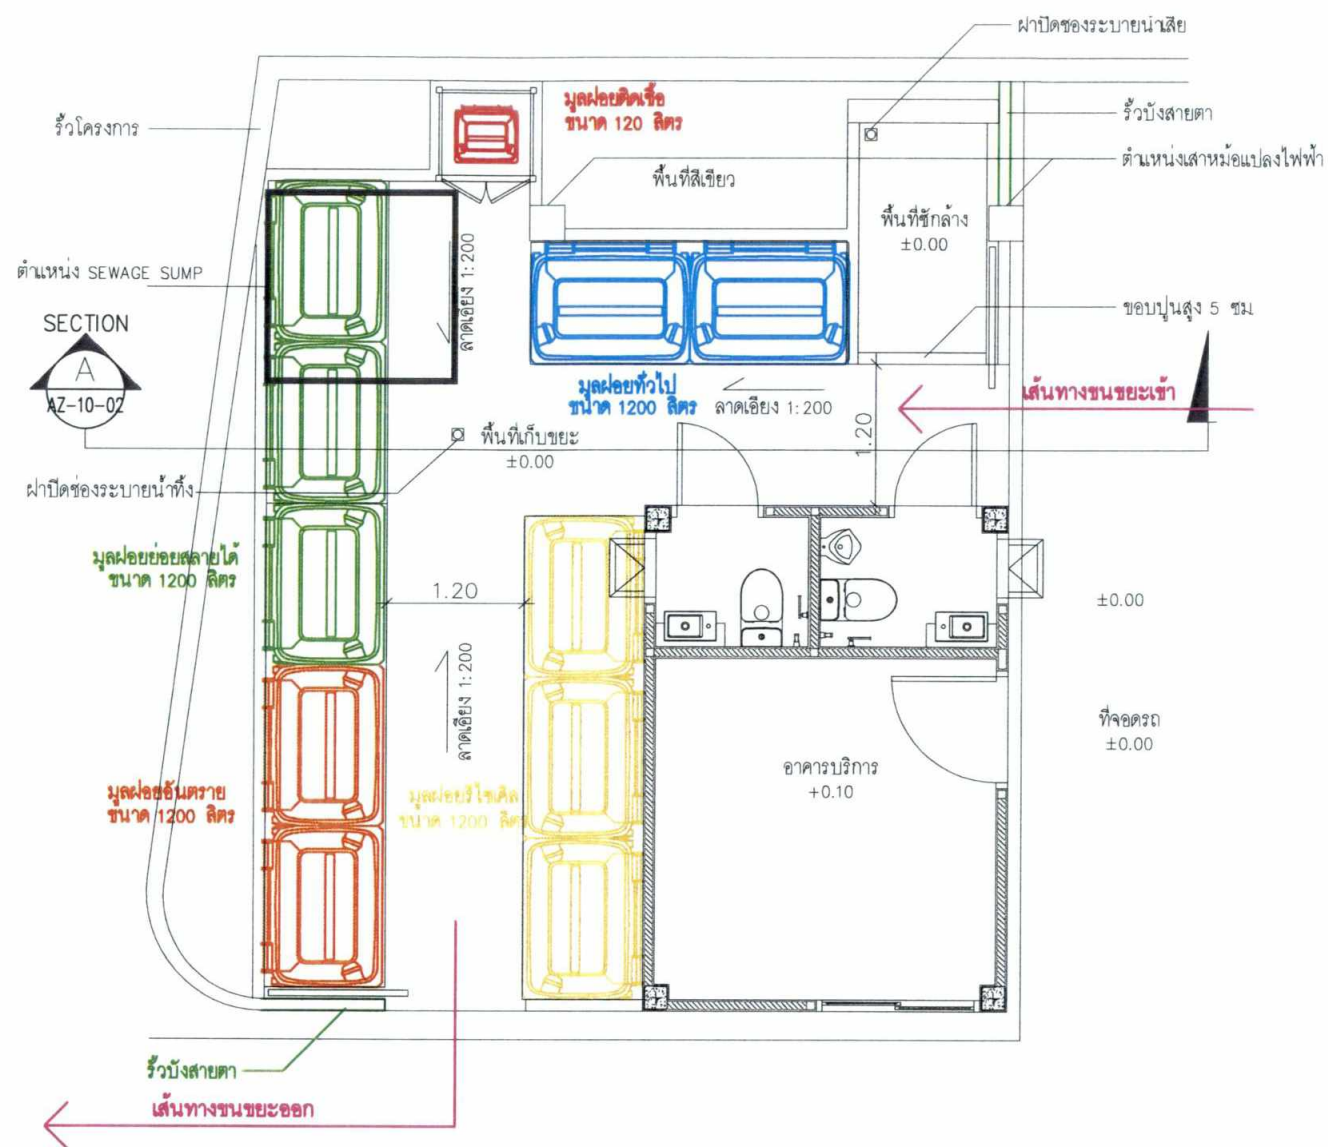 ฝาปิดช่องระบายน้ำเสีย
มูลฝอยติดเชื้อ
ขนาด 120 ลิตร
รั้วโครงการ
รั้วบังสายตา
ตำแหน่งเสาหม้อแปลงไฟฟ้า
พื้นที่สีเขียว
พื้นที่ซักล้าง
±0.00
ลาดเอียง 1:200
ตำแหน่ง SEWAGE SUMP
ขอบปูนสูง 5 ซม.
SECTION
A
AZ-10-02
มูลฝอยทั่วไป
ขนาด 1200 ลิตร
ลาดเอียง 1:200
เส้นทางขนขยะเข้า
1.20
พื้นที่เก็บขยะ
±0.00
ฝาปิดช่องระบายน้ำทิ้ง
มูลฝอยย่อยสลายได้
ขนาด 1200 ลิตร
1.20
±0.00
ลาดเอียง 1:200
ที่จอดรถ
±0.00
อาคารบริการ
+0.10
มูลฝอยอันตราย
ขนาด 1200 ลิตร
มูลฝอยรีไซเคิล
ขนาด 1200 ลิตร
รั้วบังสายตา
เส้นทางขนขยะออก